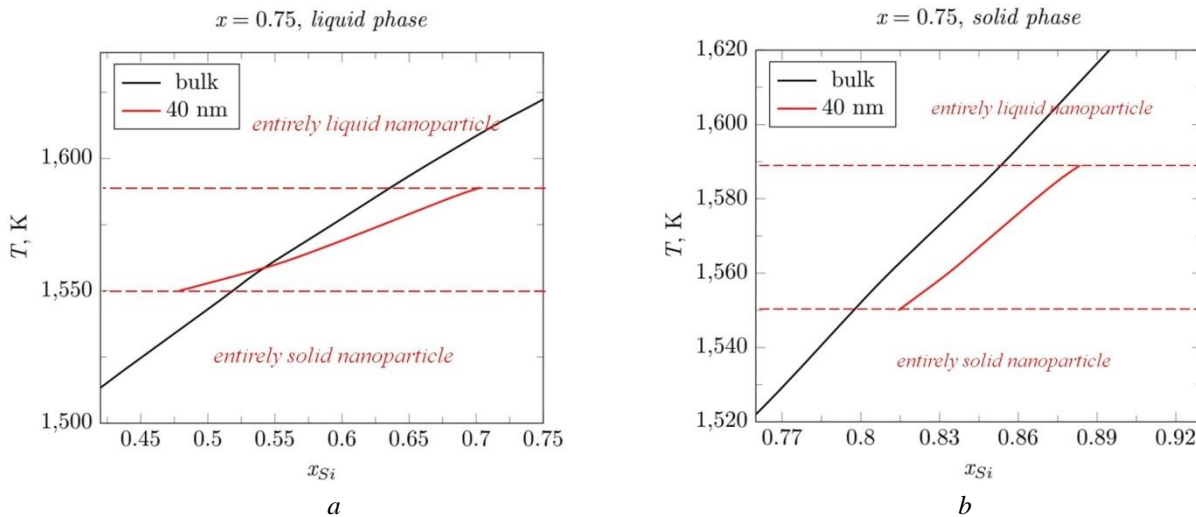 x = 0.75, liquid phase
bulk
40 nm
entirely liquid nanoparticle
entirely solid nanoparticle
1,600
1,550
1,500
T, K
0.45 0.5 0.55 0.6 0.65 0.7 0.75
x_Si
a
x = 0.75, solid phase
bulk
40 nm
entirely liquid nanoparticle
entirely solid nanoparticle
1,620
1,600
1,580
1,560
1,540
1,520
T, K
0.77 0.8 0.83 0.86 0.89 0.92
x_Si
b